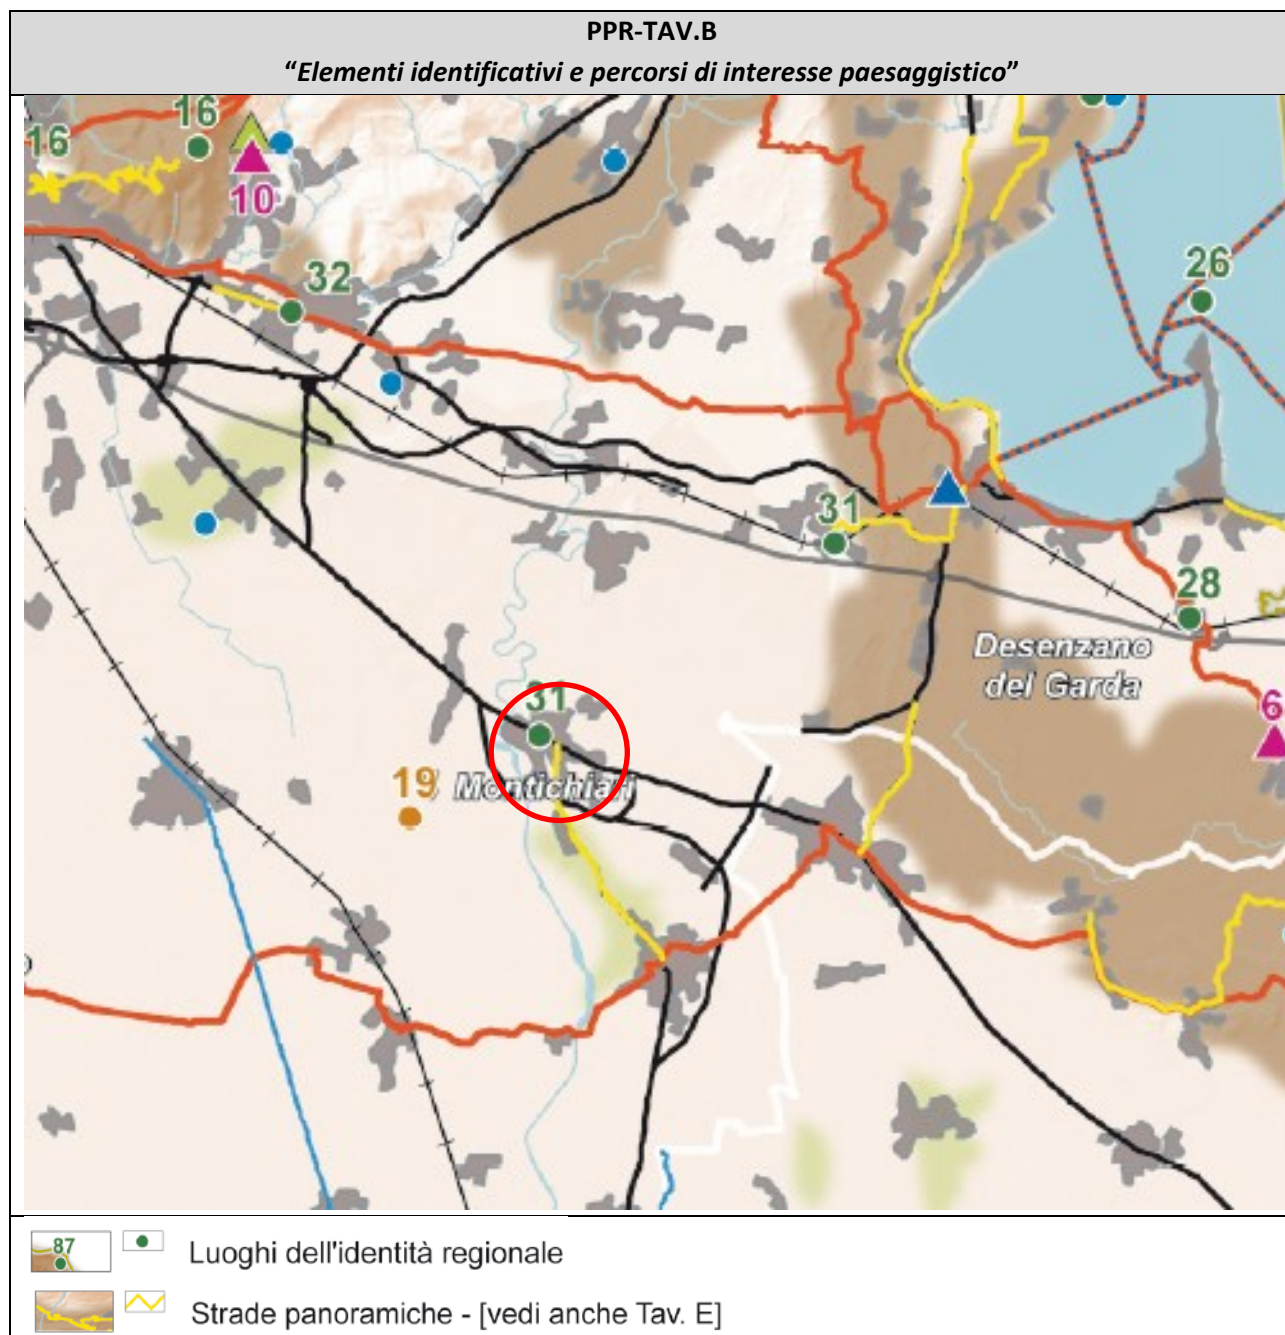 PPR-TAV.B
“Elementi identificativi e percorsi di interesse paesaggistico”
16
16
10
32
26
31
28
Desenzano
del Garda
6
31
19
Montichiari
87
Luoghi dell'identità regionale
Strade panoramiche - [vedi anche Tav. E]